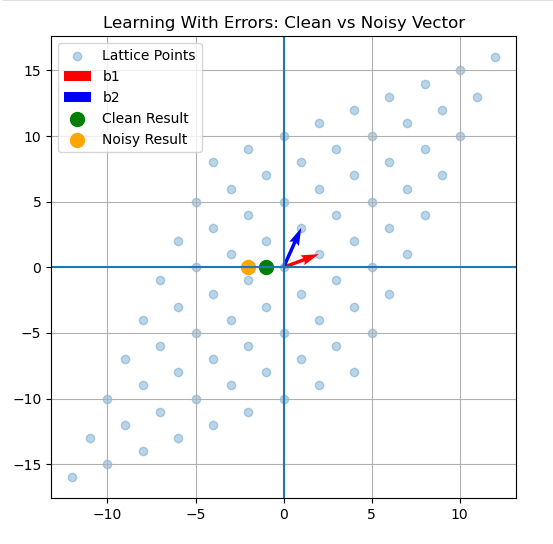 Learning With Errors: Clean vs Noisy Vector
Lattice Points
b1
b2
Clean Result
Noisy Result
15
10
5
0
−5
−10
−15
−10
−5
0
5
10